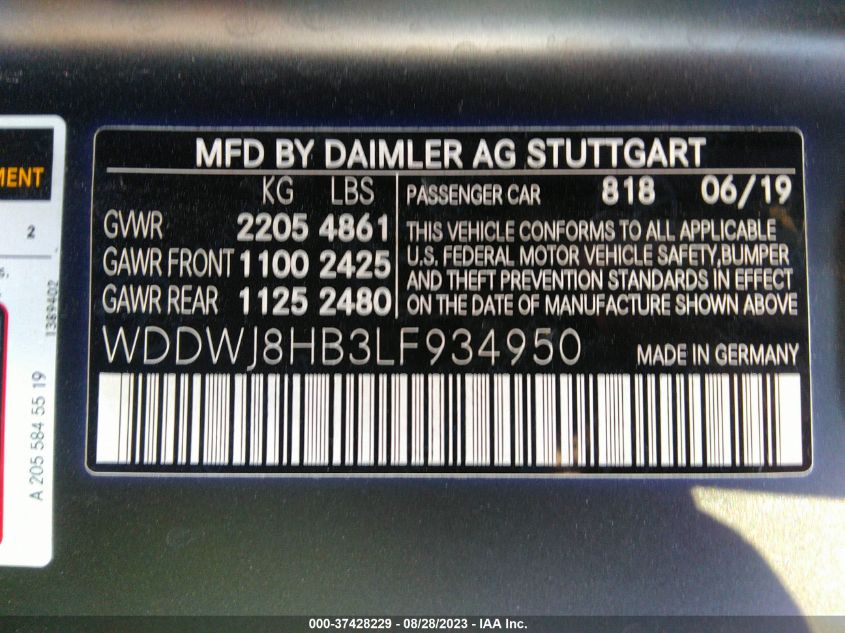 MFD BY DAIMLER AG STUTTGART
KG LBS
GVWR 2205 4861
GAWR FRONT 1100 2425
GAWR REAR 1125 2480
PASSENGER CAR 818 06/19
THIS VEHICLE CONFORMS TO ALL APPLICABLE
U.S. FEDERAL MOTOR VEHICLE SAFETY,BUMPER
AND THEFT PREVENTION STANDARDS IN EFFECT
ON THE DATE OF MANUFACTURE SHOWN ABOVE
WDDWJ8HB3LF934950 MADE IN GERMANY
2
1389402
A 205 584 55 19
000-37428229 - 08/28/2023 - IAA Inc.